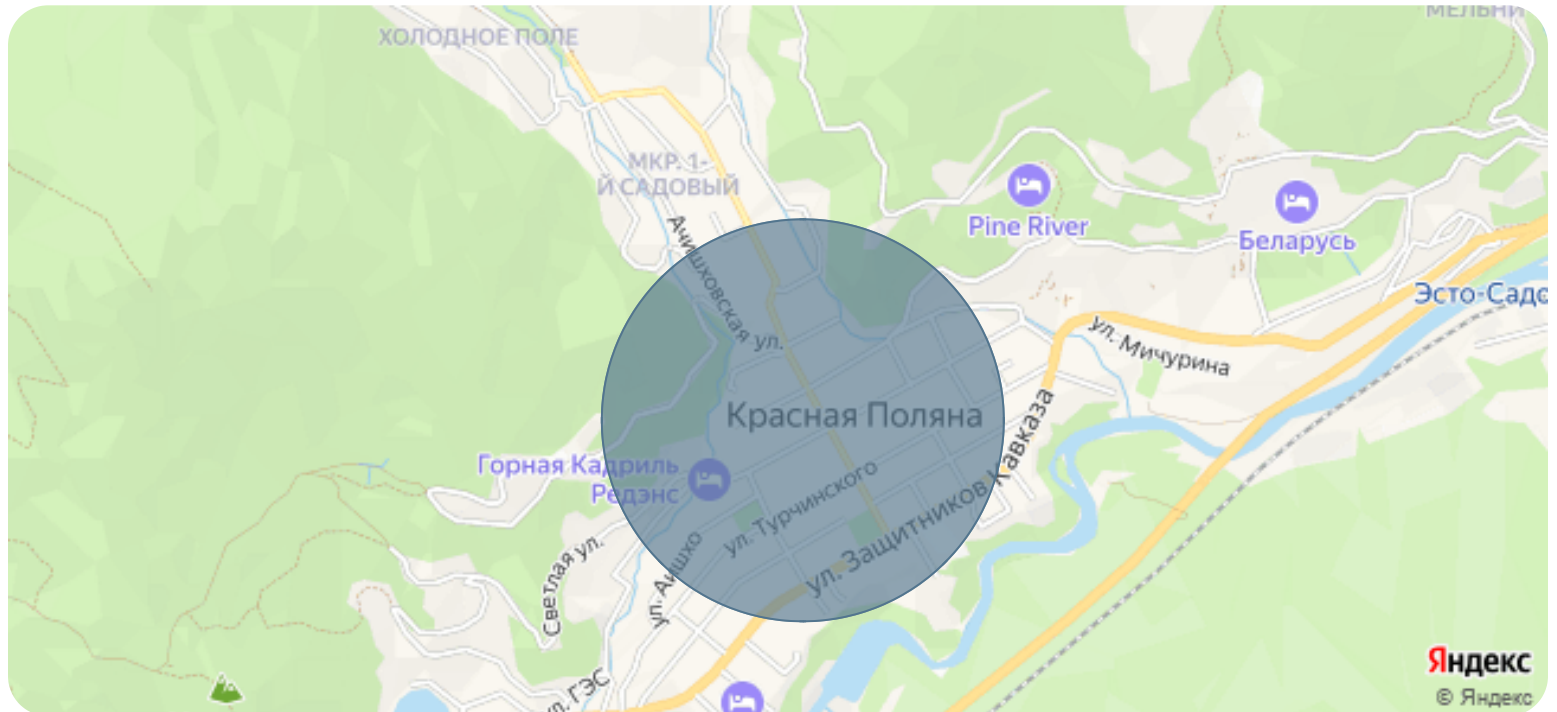 МЕЛЬНИ
ХОЛОДНОЕ ПОЛЕ
МКР. 1-
Й САДОВЫЙ
Pine River
Беларусь
Ачишховская ул.
Эсто-Садо
ул. Мичурина
Красная Поляна
Горная Кадриль
Редэнс
ул. Турчинского
ул. Защитников Кавказа
ул. Аишхо
Светлая ул.
ул. ГЭС
Яндекс
© Яндекс